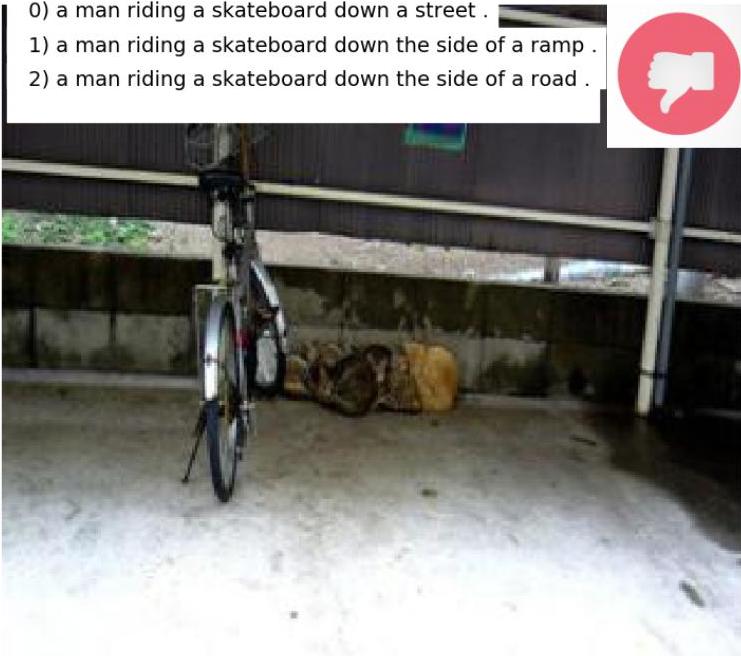 0) a man riding a skateboard down a street .
1) a man riding a skateboard down the side of a ramp .
2) a man riding a skateboard down the side of a road .